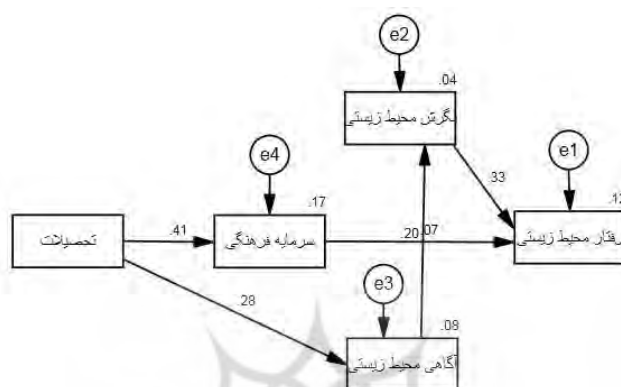 e2
.04
نگرش محیط زیستی
e4
e1
.33
.17
.12
تحصیلات
.41
سرمایه فرهنگی
.20
.07
رفتار محیط زیستی
e3
.28
.08
آگاهی محیط زیستی